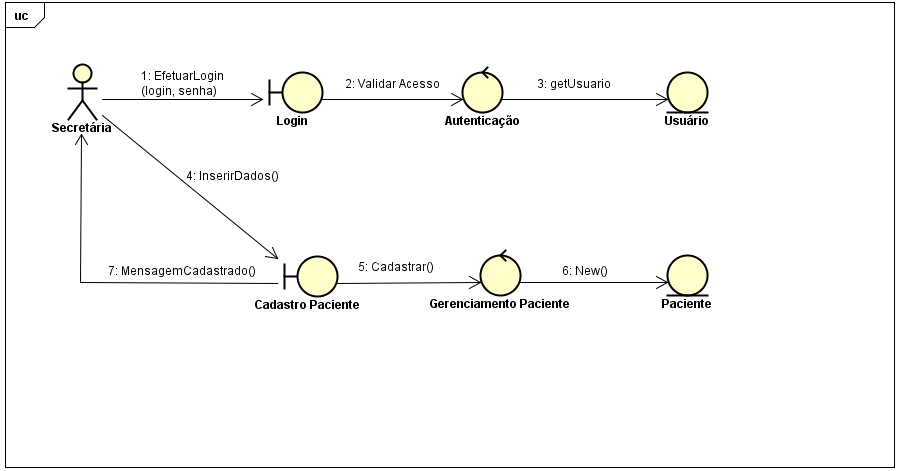 uc
1: EfetuarLogin
(login, senha)
2: Validar Acesso
3: getUsuario
Secretária
Login
Autenticação
Usuário
4: InserirDados()
7: MensagemCadastrado()
5: Cadastrar()
6: New()
Cadastro Paciente
Gerenciamento Paciente
Paciente